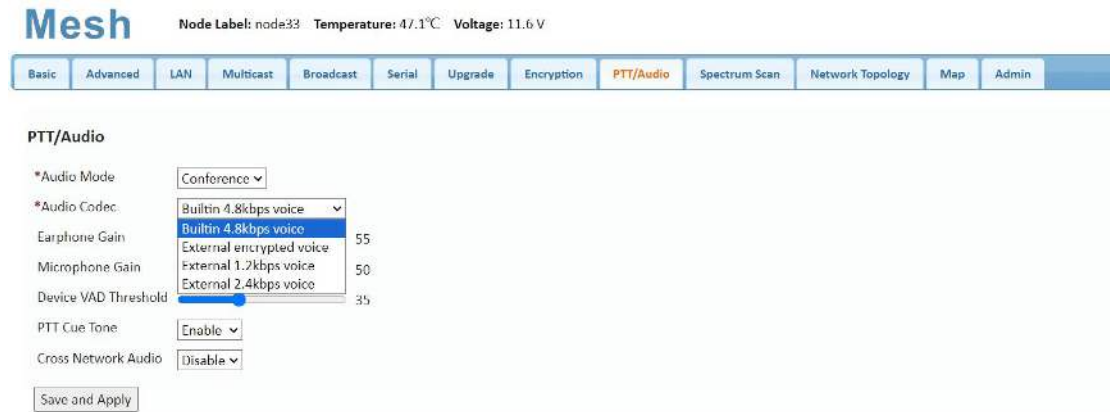 Mesh
Node Label: node33 Temperature: 47.1℃ Voltage: 11.6 V
Basic Advanced LAN Multicast Broadcast Serial Upgrade Encryption PTT/Audio Spectrum Scan Network Topology Map Admin
PTT/Audio
*Audio Mode Conference
*Audio Codec Builtin 4.8kbps voice
Builtin 4.8kbps voice
Earphone Gain 55
External encrypted voice
Microphone Gain External 1.2kbps voice 50
External 2.4kbps voice
Device VAD Threshold 35
PTT Cue Tone Enable
Cross Network Audio Disable
Save and Apply